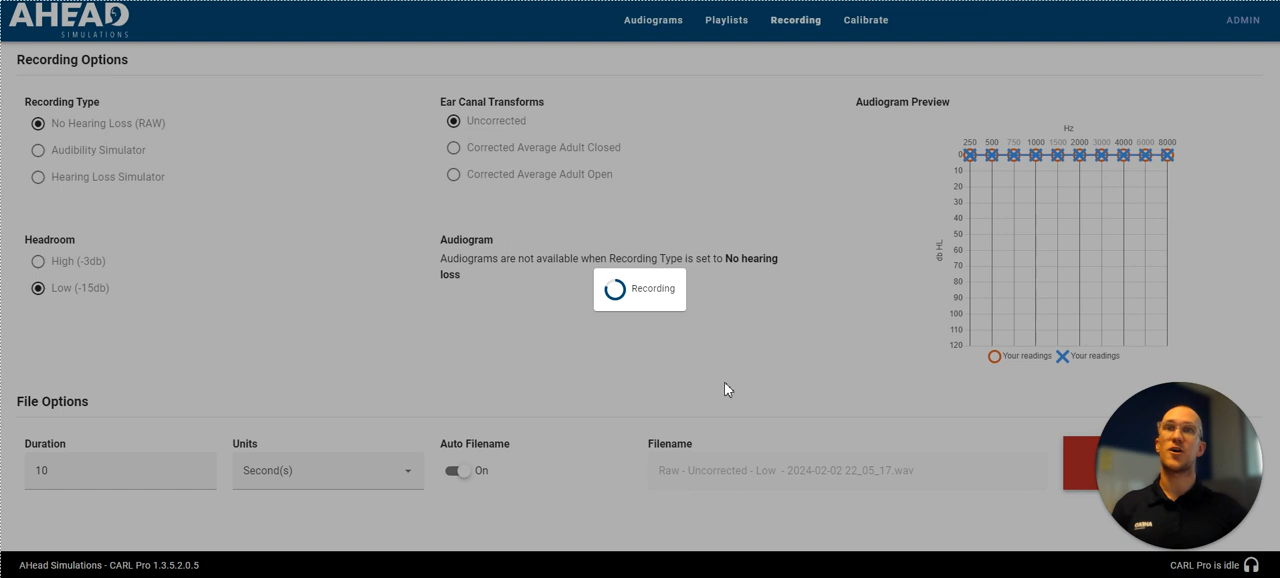 AHEAD
SIMULATIONS
Audiograms Playlists Recording Calibrate ADMIN
Recording Options
Recording Type
No Hearing Loss (RAW)
Audibility Simulator
Hearing Loss Simulator
Ear Canal Transforms
Uncorrected
Corrected Average Adult Closed
Corrected Average Adult Open
Audiogram Preview
Hz
250 500 750 1000 1500 2000 3000 4000 6000 8000
0
10
20
30
40
50
60
70
80
90
100
110
120
db HL
Your readings Your readings
Headroom
High (-3db)
Low (-15db)
Audiogram
Audiograms are not available when Recording Type is set to No hearing
loss
Recording
File Options
Duration
10
Units
Second(s)
Auto Filename
On
Filename
Raw - Uncorrected - Low - 2024-02-02 22_05_17.wav
AHead Simulations - CARL Pro 1.3.5.2.0.5
CARL Pro is idle